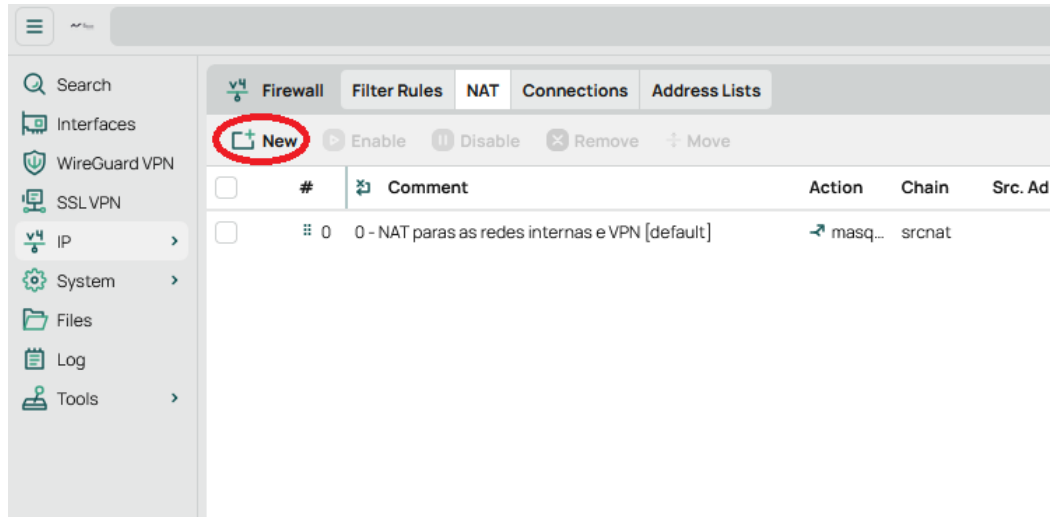 Search
Interfaces
WireGuard VPN
SSL VPN
v4 IP
System
Files
Log
Tools
v4 Firewall Filter Rules NAT Connections Address Lists
New Enable Disable Remove Move
# Comment Action Chain Src. Ad
0 0 - NAT paras as redes internas e VPN [default] masq... srcnat